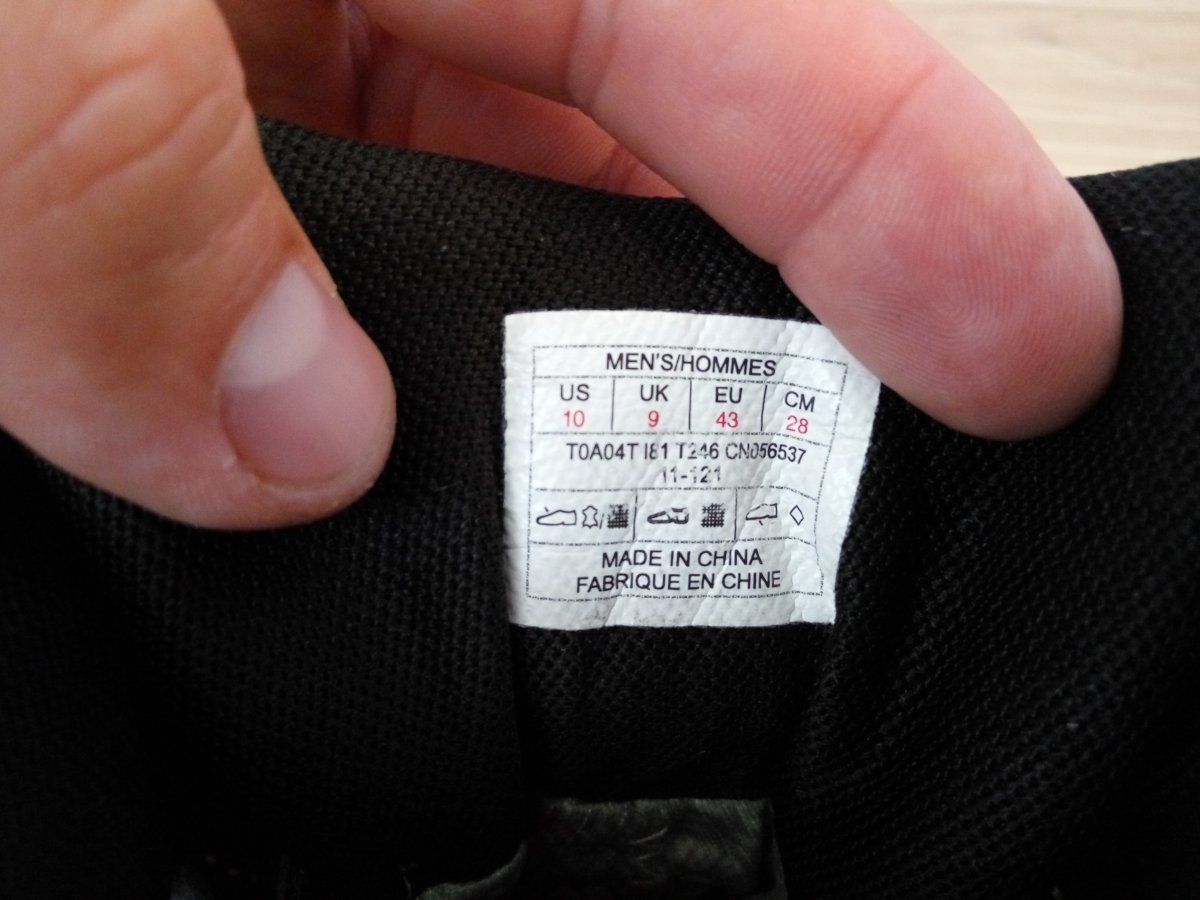 MEN'S/HOMMES
US UK EU CM
10 9 43 28
T0A04T I81 T246 CN056537
11-121
MADE IN CHINA
FABRIQUE EN CHINE